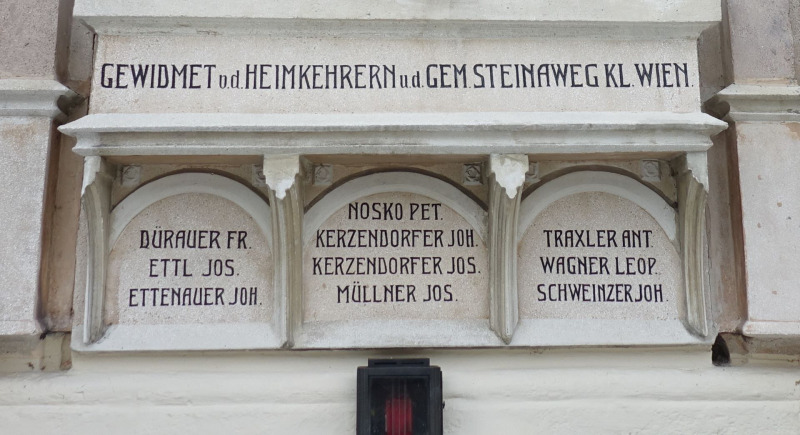 GEWIDMET v.d. HEIMKEHRERN u.d. GEM. STEINAWEG KL. WIEN.
DÜRAUER FR.
ETTL JOS.
ETTENAUER JOH.
NOSKO PET.
KERZENDORFER JOH.
KERZENDORFER JOS.
MÜLLNER JOS.
TRAXLER ANT.
WAGNER LEOP.
SCHWEINZER JOH.